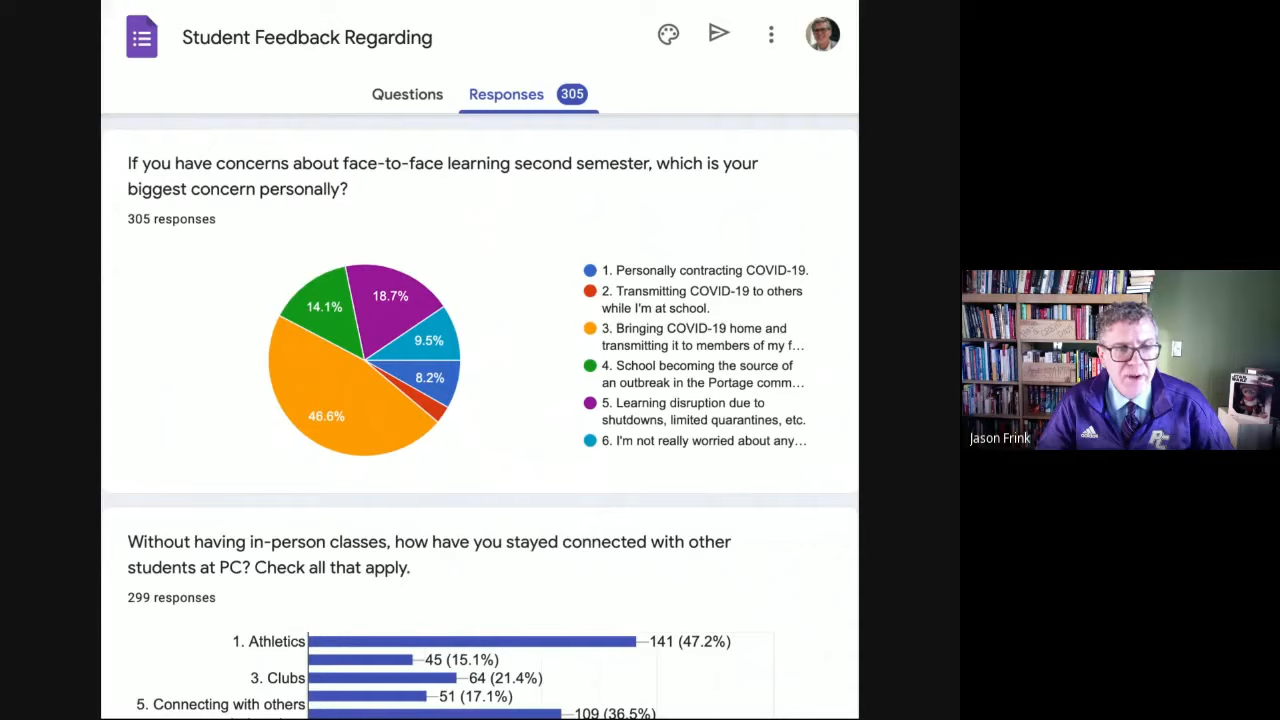 Student Feedback Regarding
Questions
Responses 305
If you have concerns about face-to-face learning second semester, which is your
biggest concern personally?
305 responses
18.7%
14.1%
9.5%
8.2%
46.6%
1. Personally contracting COVID-19.
2. Transmitting COVID-19 to others
while I'm at school.
3. Bringing COVID-19 home and
transmitting it to members of my f...
4. School becoming the source of
an outbreak in the Portage comm...
5. Learning disruption due to
shutdowns, limited quarantines, etc.
6. I'm not really worried about any...
Without having in-person classes, how have you stayed connected with other
students at PC? Check all that apply.
299 responses
1. Athletics 141 (47.2%)
45 (15.1%)
3. Clubs 64 (21.4%)
51 (17.1%)
5. Connecting with others
109 (36.5%)
Jason Frink
adidas
PC
STAR WARS